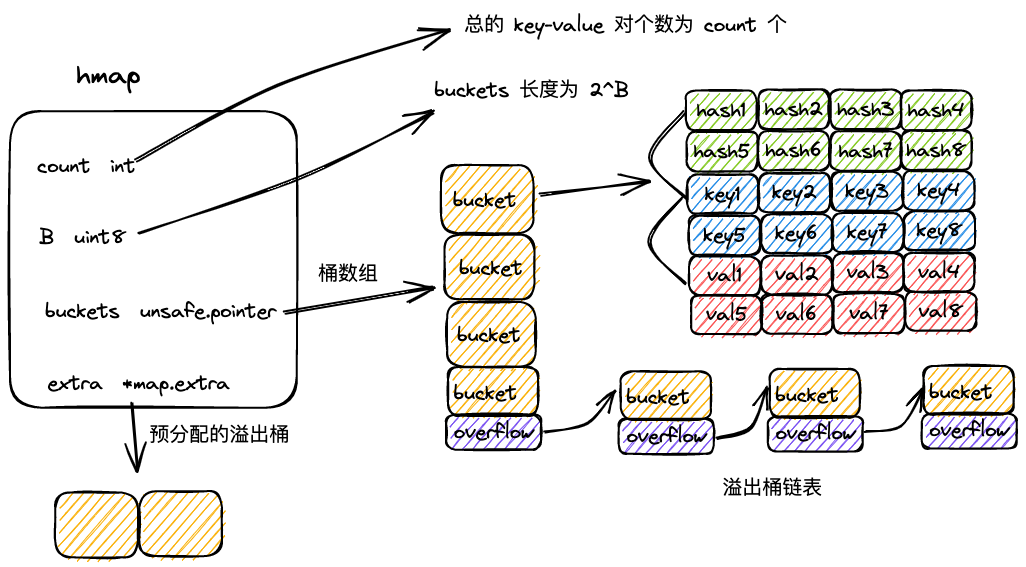 总的 key-value 对个数为 count 个
hmap
buckets 长度为 2^B
count int
B uint8
buckets unsafe.pointer
extra *map.extra
预分配的溢出桶
桶数组
bucket
bucket
bucket
bucket
overflow
hash1 hash2 hash3 hash4
hash5 hash6 hash7 hash8
key1 key2 key3 key4
key5 key6 key7 key8
val1 val2 val3 val4
val5 val6 val7 val8
bucket
overflow
bucket
overflow
bucket
overflow
溢出桶链表